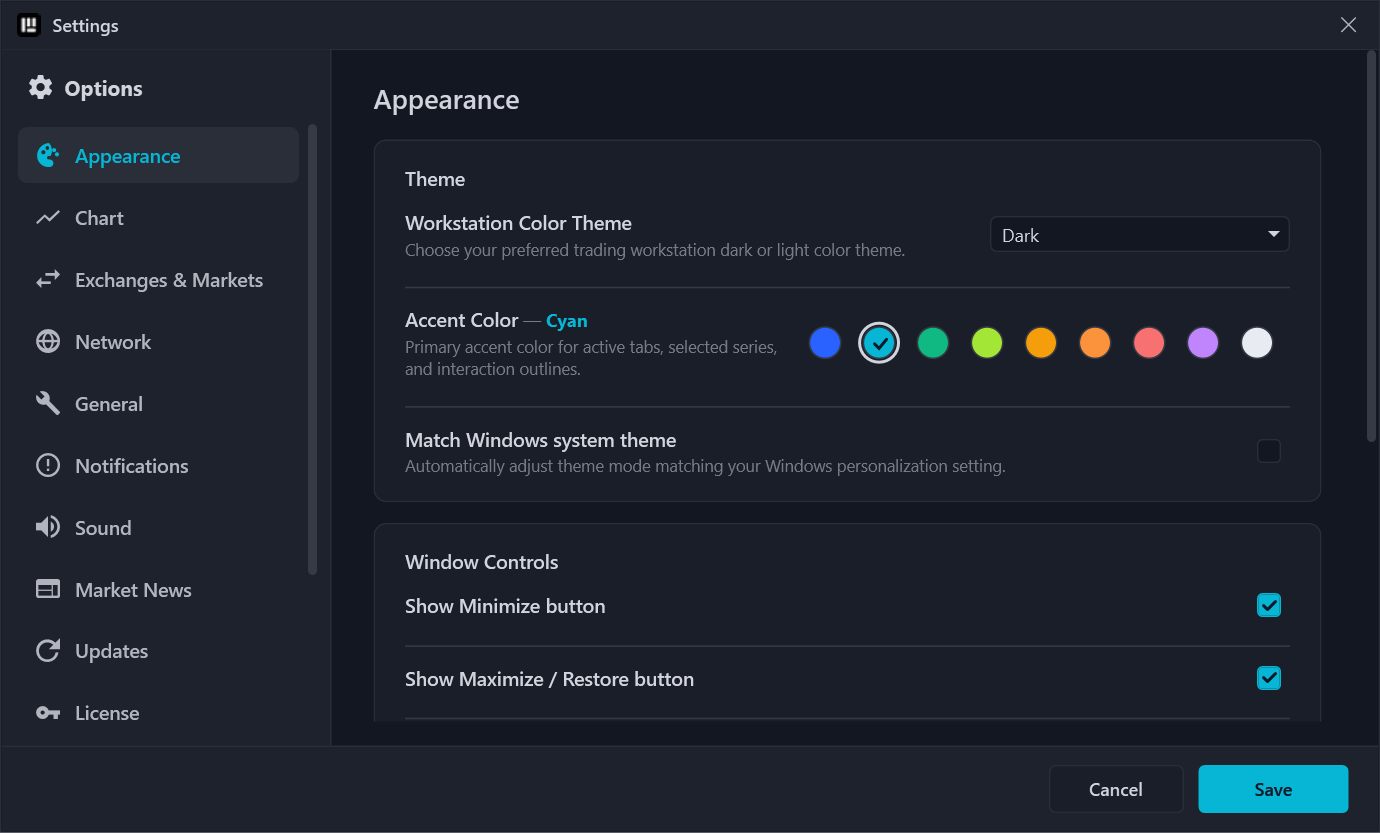 Settings
Options
Appearance
Chart
Exchanges & Markets
Network
General
Notifications
Sound
Market News
Updates
License
Appearance
Theme
Workstation Color Theme
Choose your preferred trading workstation dark or light color theme.
Dark
Accent Color — Cyan
Primary accent color for active tabs, selected series,
and interaction outlines.
Match Windows system theme
Automatically adjust theme mode matching your Windows personalization setting.
Window Controls
Show Minimize button
Show Maximize / Restore button
Cancel
Save